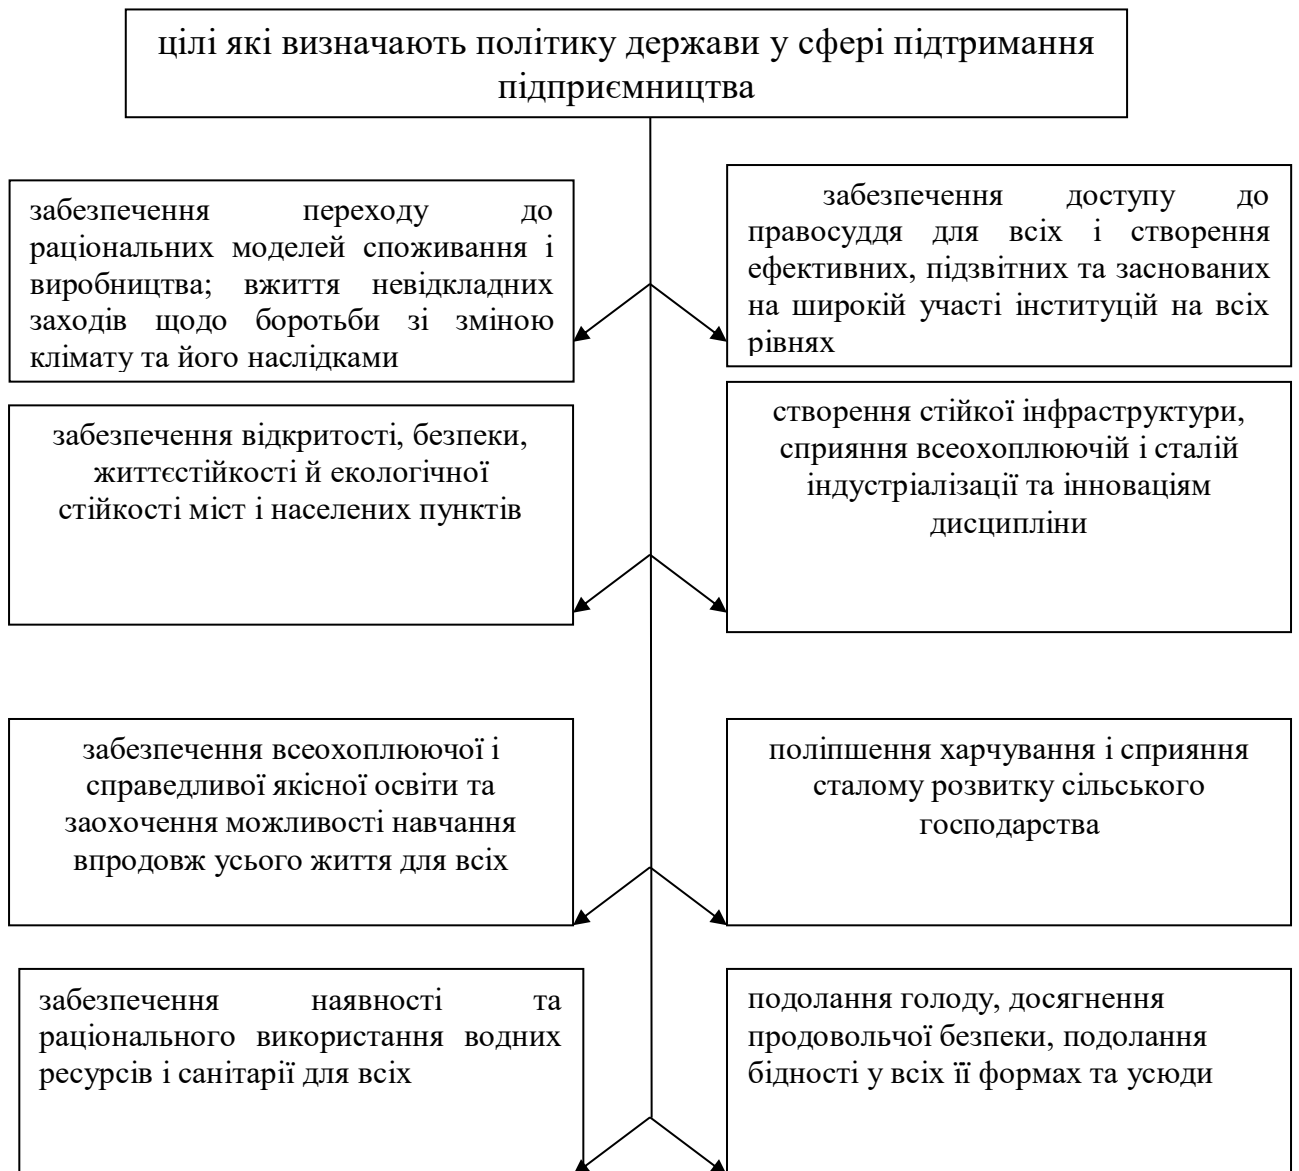 цілі які визначають політику держави у сфері підтримання
підприємництва
забезпечення переходу до
раціональних моделей споживання і
виробництва; вжиття невідкладних
заходів щодо боротьби зі зміною
клімату та його наслідками
забезпечення доступу до
правосуддя для всіх і створення
ефективних, підзвітних та заснованих
на широкій участі інституцій на всіх
рівнях
забезпечення відкритості, безпеки,
життєстійкості й екологічної
стійкості міст і населених пунктів
створення стійкої інфраструктури,
сприяння всеохоплюючій і сталій
індустріалізації та інноваціям
дисципліни
забезпечення всеохоплюючої і
справедливої якісної освіти та
заохочення можливості навчання
впродовж усього життя для всіх
поліпшення харчування і сприяння
сталому розвитку сільського
господарства
забезпечення наявності та
раціонального використання водних
ресурсів і санітарії для всіх
подолання голоду, досягнення
продовольчої безпеки, подолання
бідності у всіх її формах та усюди